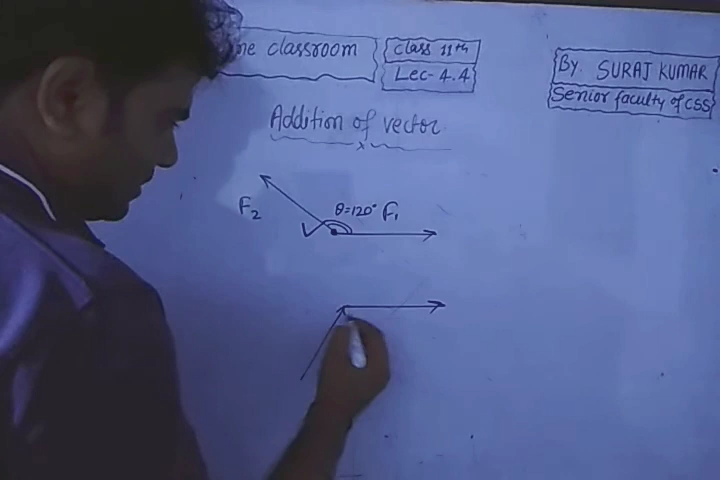 classroom
Class 11th
Lec-4.4
By. SURAJ KUMAR
Senior faculty of CSS
Addition of vector
x
F₂
θ=120° F₁